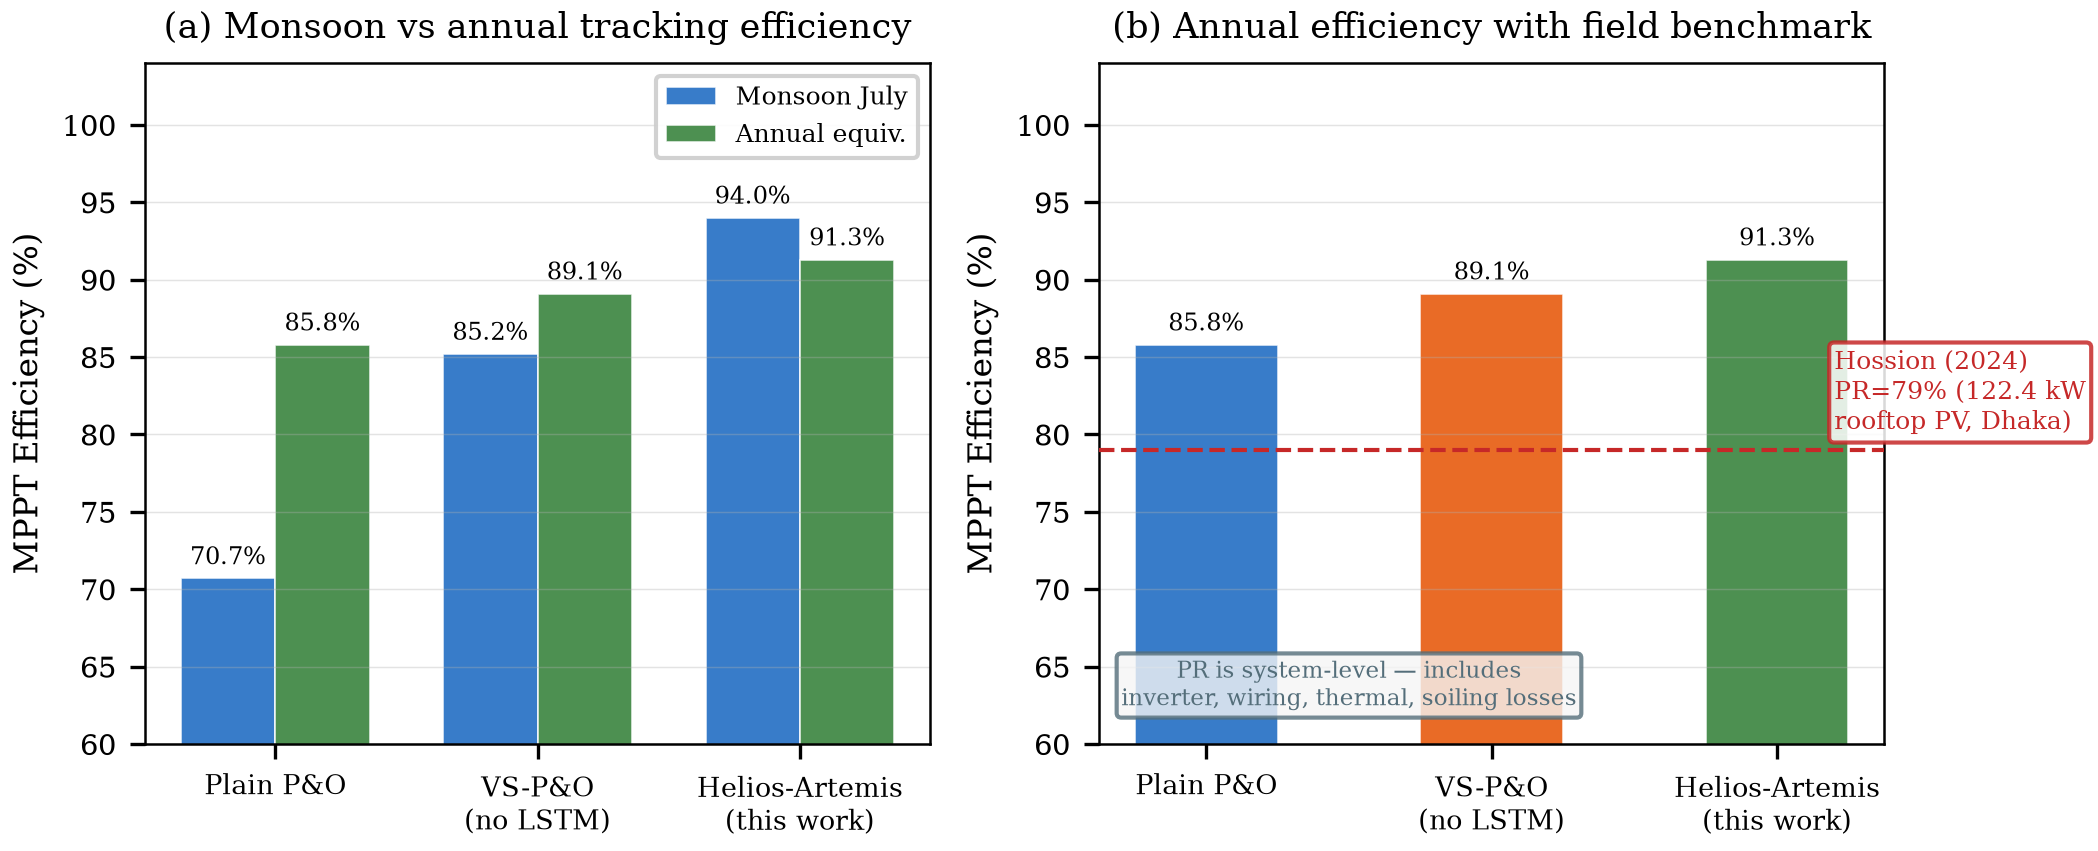 (a) Monsoon vs annual tracking efficiency
MPPT Efficiency (%)
100
95
90
85
80
75
70
65
60
Monsoon July
Annual equiv.
70.7%
85.8%
85.2%
89.1%
94.0%
91.3%
Plain P&O
VS-P&O
(no LSTM)
Helios-Artemis
(this work)
(b) Annual efficiency with field benchmark
MPPT Efficiency (%)
100
95
90
85
80
75
70
65
60
85.8%
89.1%
91.3%
Hossion (2024)
PR=79% (122.4 kW
rooftop PV, Dhaka)
PR is system-level — includes
inverter, wiring, thermal, soiling losses
Plain P&O
VS-P&O
(no LSTM)
Helios-Artemis
(this work)